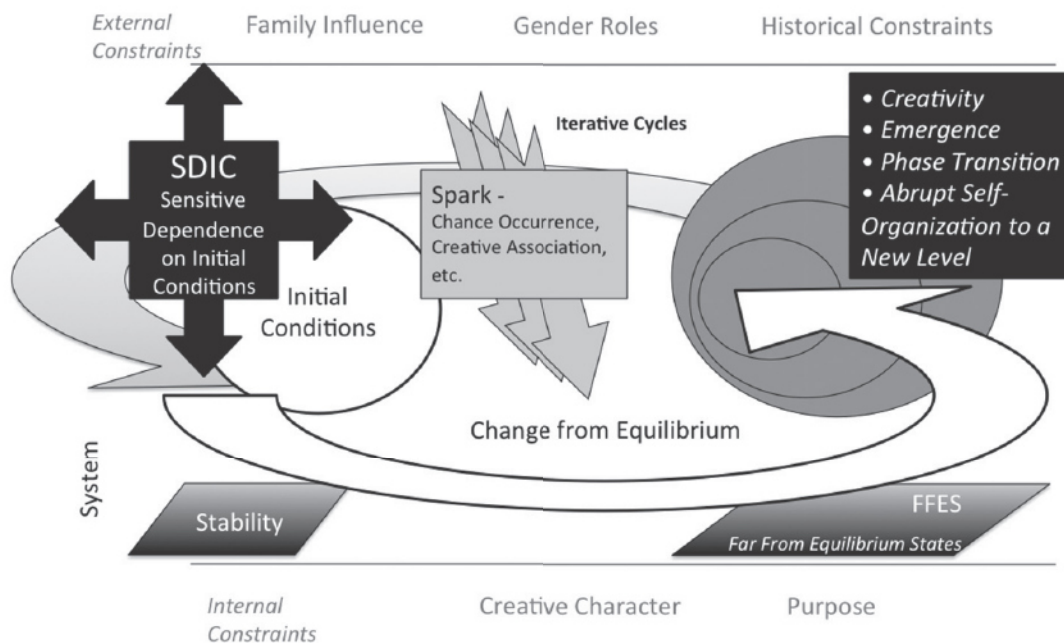 External
Constraints
Family Influence
Gender Roles
Historical Constraints
SDIC
Sensitive
Dependence
on Initial
Conditions
Initial
Conditions
Iterative Cycles
Spark -
Chance Occurrence,
Creative Association,
etc.
• Creativity
• Emergence
• Phase Transition
• Abrupt Self-
Organization to a
New Level
Change from Equilibrium
System
Stability
FFES
Far From Equilibrium States
Internal
Constraints
Creative Character
Purpose